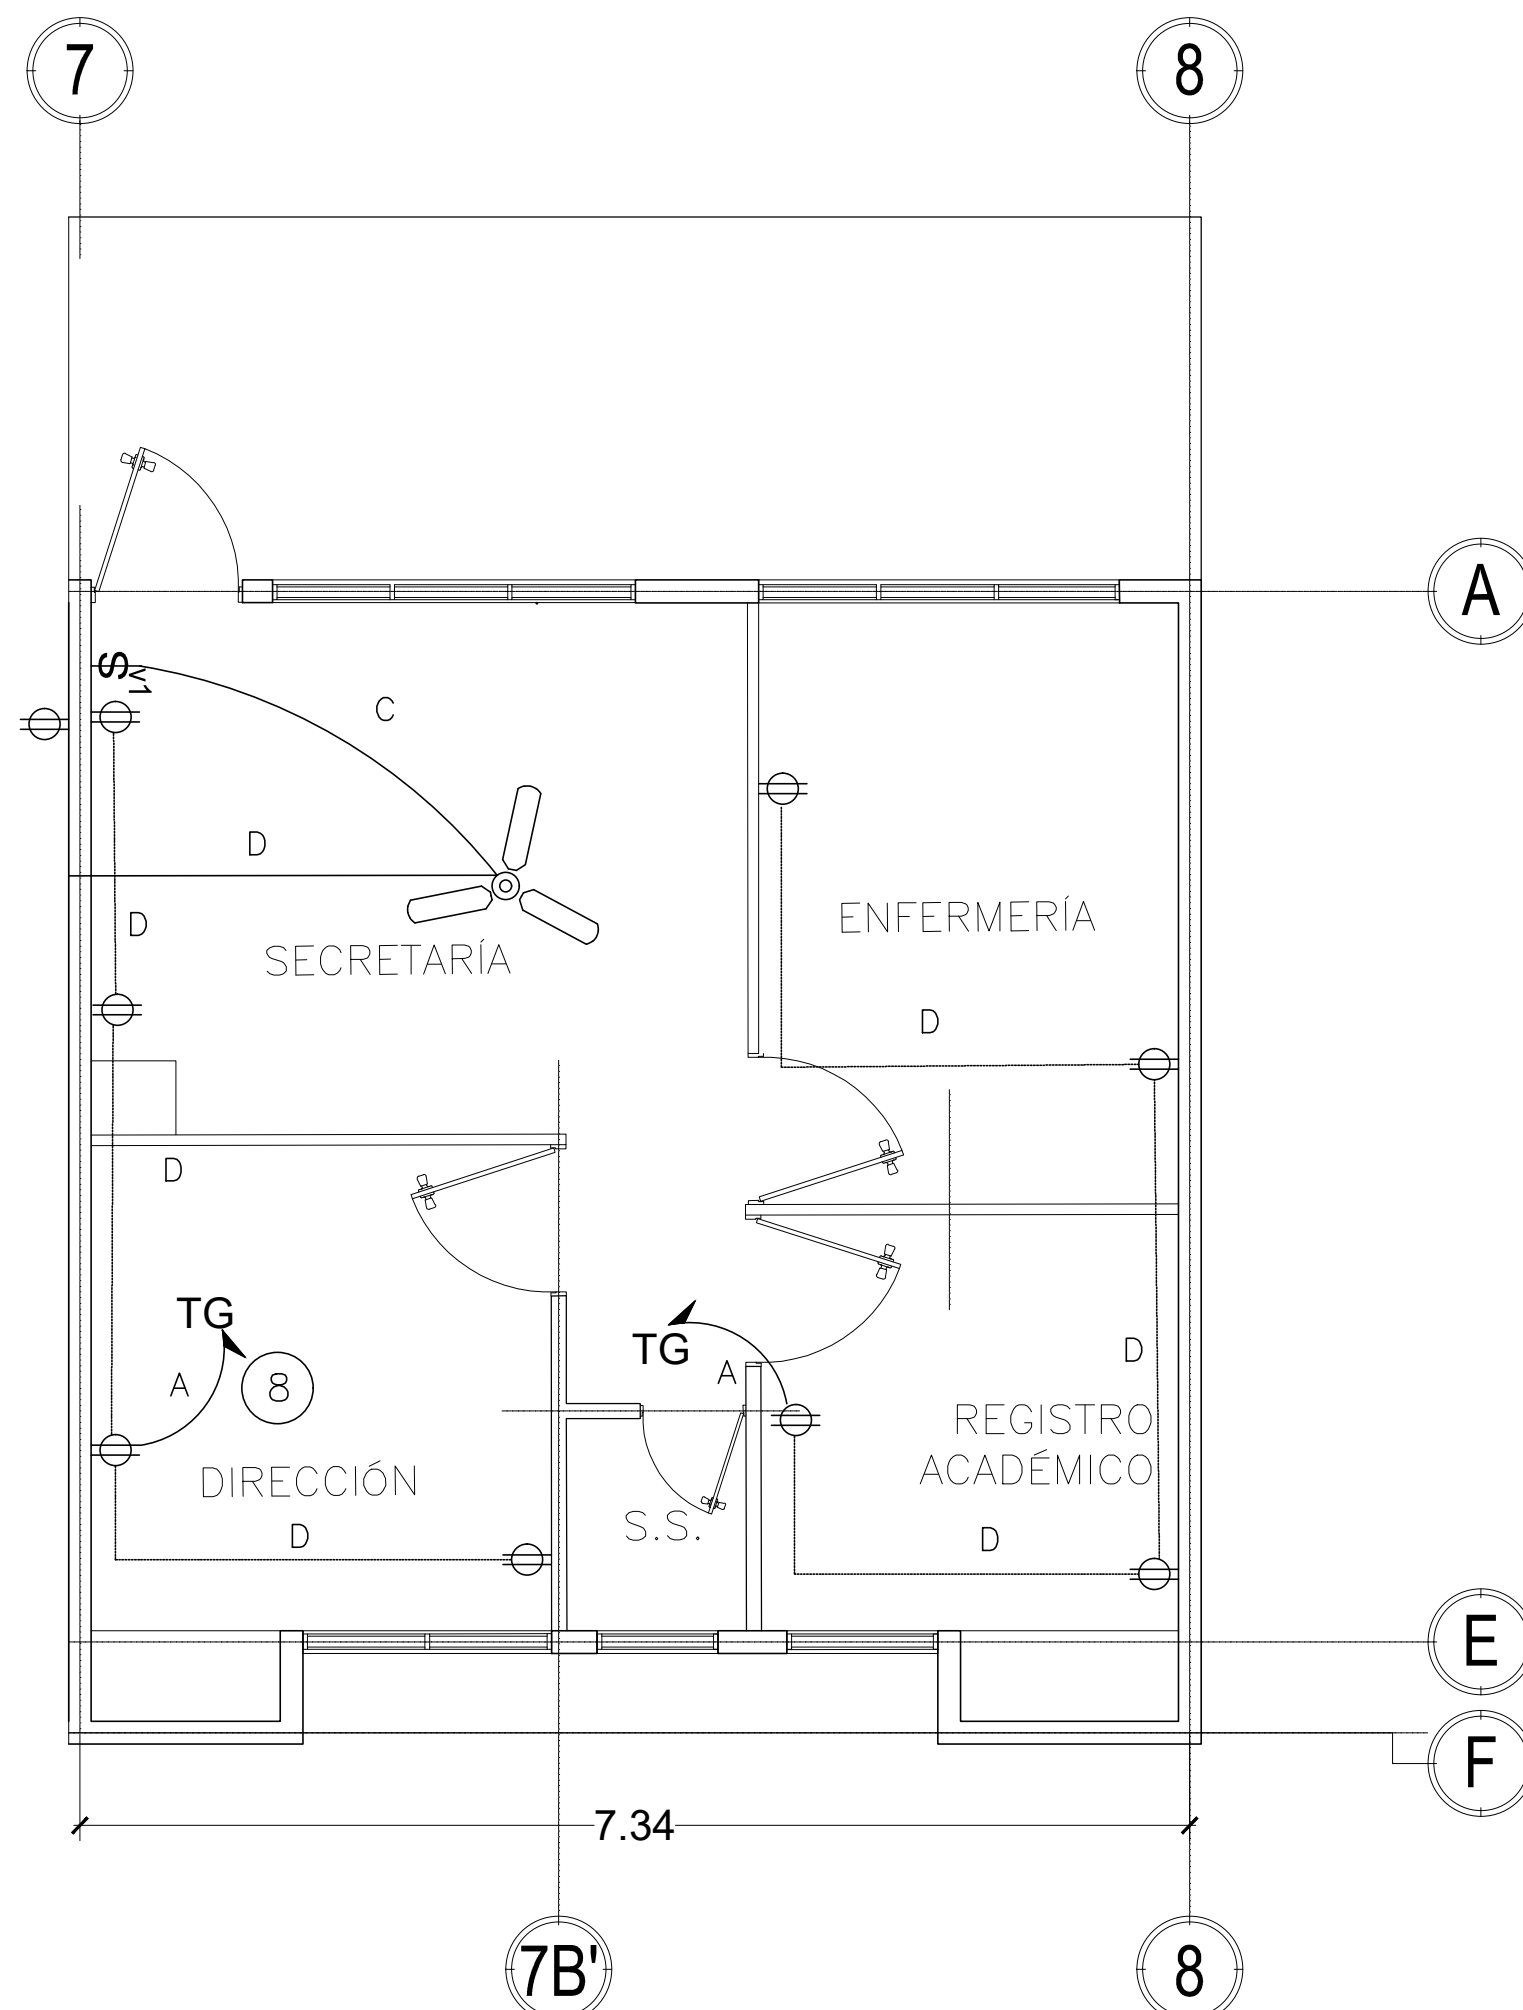 7
8
A
S
v1
C
D
D
SECRETARÍA
ENFERMERÍA
D
D
TG
A
8
TG
A
D
REGISTRO
ACADÉMICO
DIRECCIÓN
D
S.S.
D
E
F
7.34
7B'
8